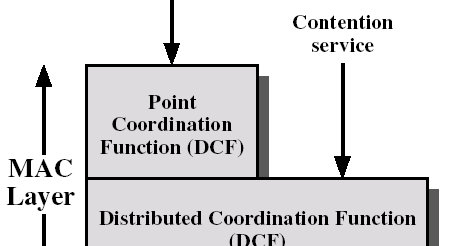 Contention
service
Point
Coordination
Function (DCF)
MAC
Layer
Distributed Coordination Function
(DCF)